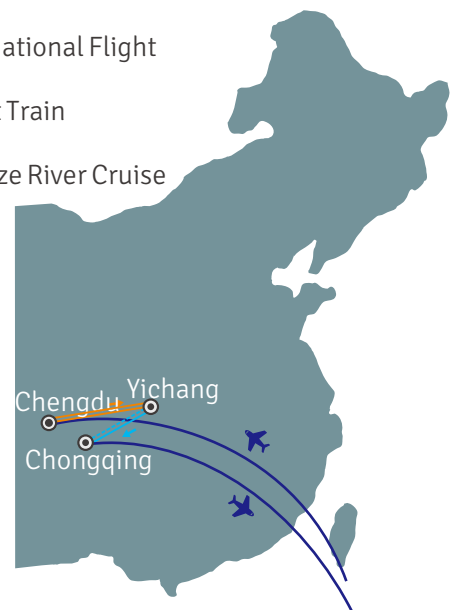 ational Flight
Train
ze River Cruise
Chengdu
Yichang
Chongqing